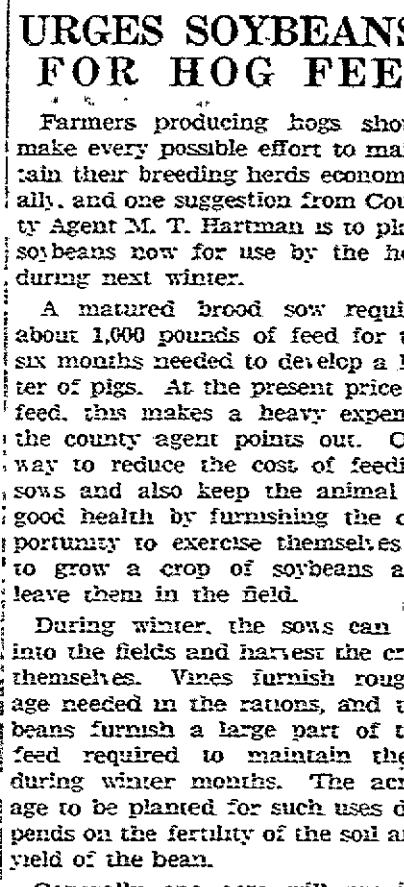 URGES SOYBEANS
FOR HOG FEE
Farmers producing hogs sho
make every possible effort to mai
tain their breeding herds econom
ally, and one suggestion from Cou
ty Agent M. T. Hartman is to pla
soybeans now for use by the he
during next winter.
A matured brood sow requi
about 1,000 pounds of feed for t
six months needed to develop a l
ter of pigs. At the present price
feed, this makes a heavy expen
the county agent points out. O
way to reduce the cost of feedi
sows and also keep the animal
good health by furnishing the o
portunity to exercise themselves
to grow a crop of soybeans a
leave them in the field.
During winter, the sows can
into the fields and harvest the cr
themselves. Vines furnish roug
age needed in the rations, and t
beans furnish a large part of t
feed required to maintain the
during winter months. The acr
age to be planted for such uses d
pends on the fertility of the soil a
yield of the bean.